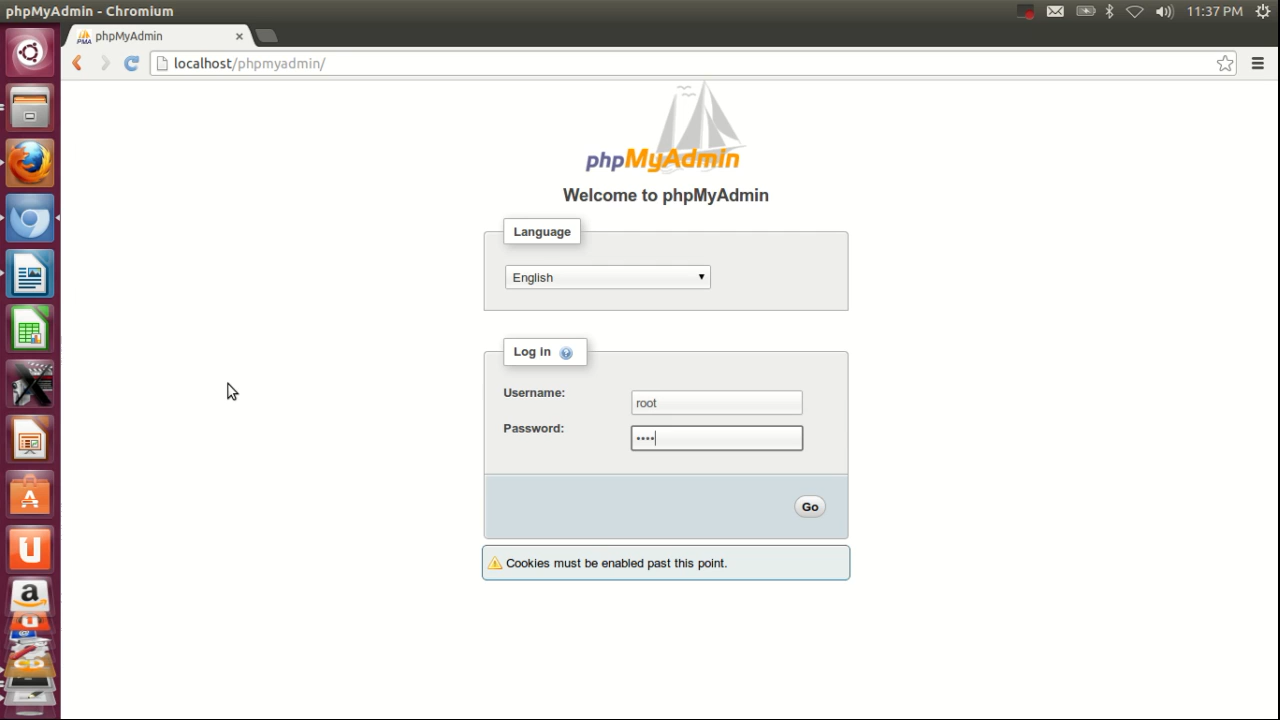 phpMyAdmin - Chromium
11:37 PM
PMA phpMyAdmin
localhost/phpmyadmin/
phpMyAdmin
Welcome to phpMyAdmin
Language
English
Log in
Username:
root
Password:
••••
Go
Cookies must be enabled past this point.